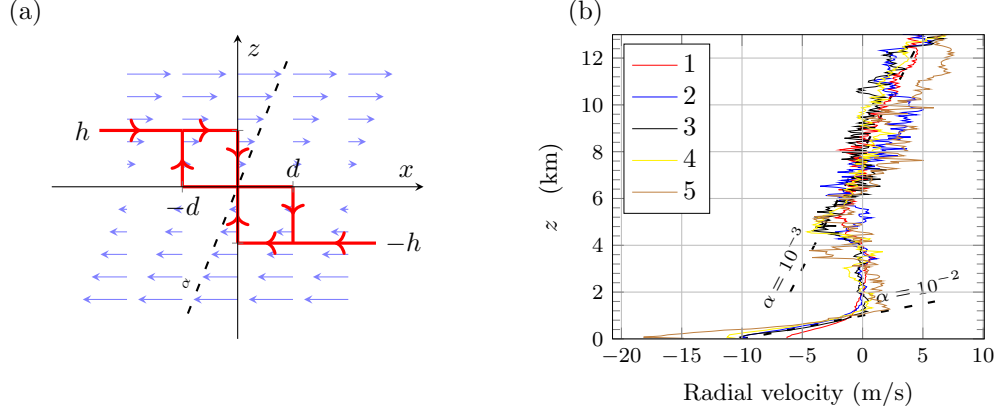 (a)
z
h
d
x
−d
−h
α
(b)
12
10
8
6
4
2
0
z (km)
1
2
3
4
5
α = 10⁻³
α = 10⁻²
−20 −15 −10 −5 0 5 10
Radial velocity (m/s)